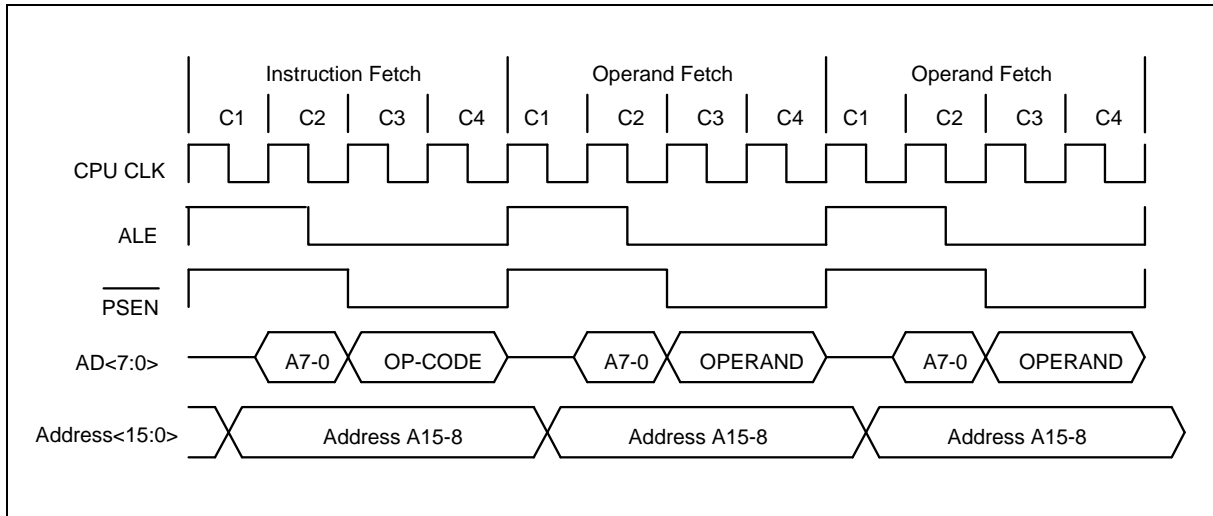 Instruction Fetch Operand Fetch Operand Fetch
C1 C2 C3 C4 C1 C2 C3 C4 C1 C2 C3 C4
CPU CLK
ALE
PSEN
AD<7:0> A7-0 OP-CODE A7-0 OPERAND A7-0 OPERAND
Address<15:0> Address A15-8 Address A15-8 Address A15-8